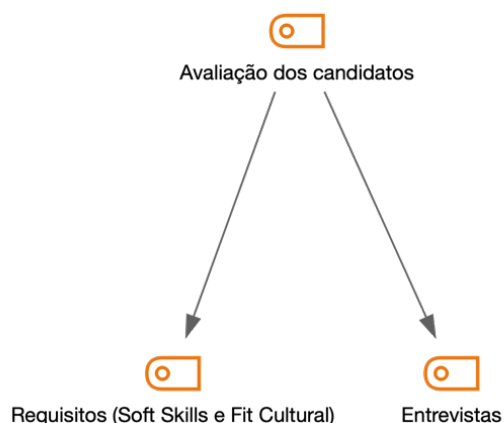 Avaliação dos candidatos
Requisitos (Soft Skills e Fit Cultural)
Entrevistas